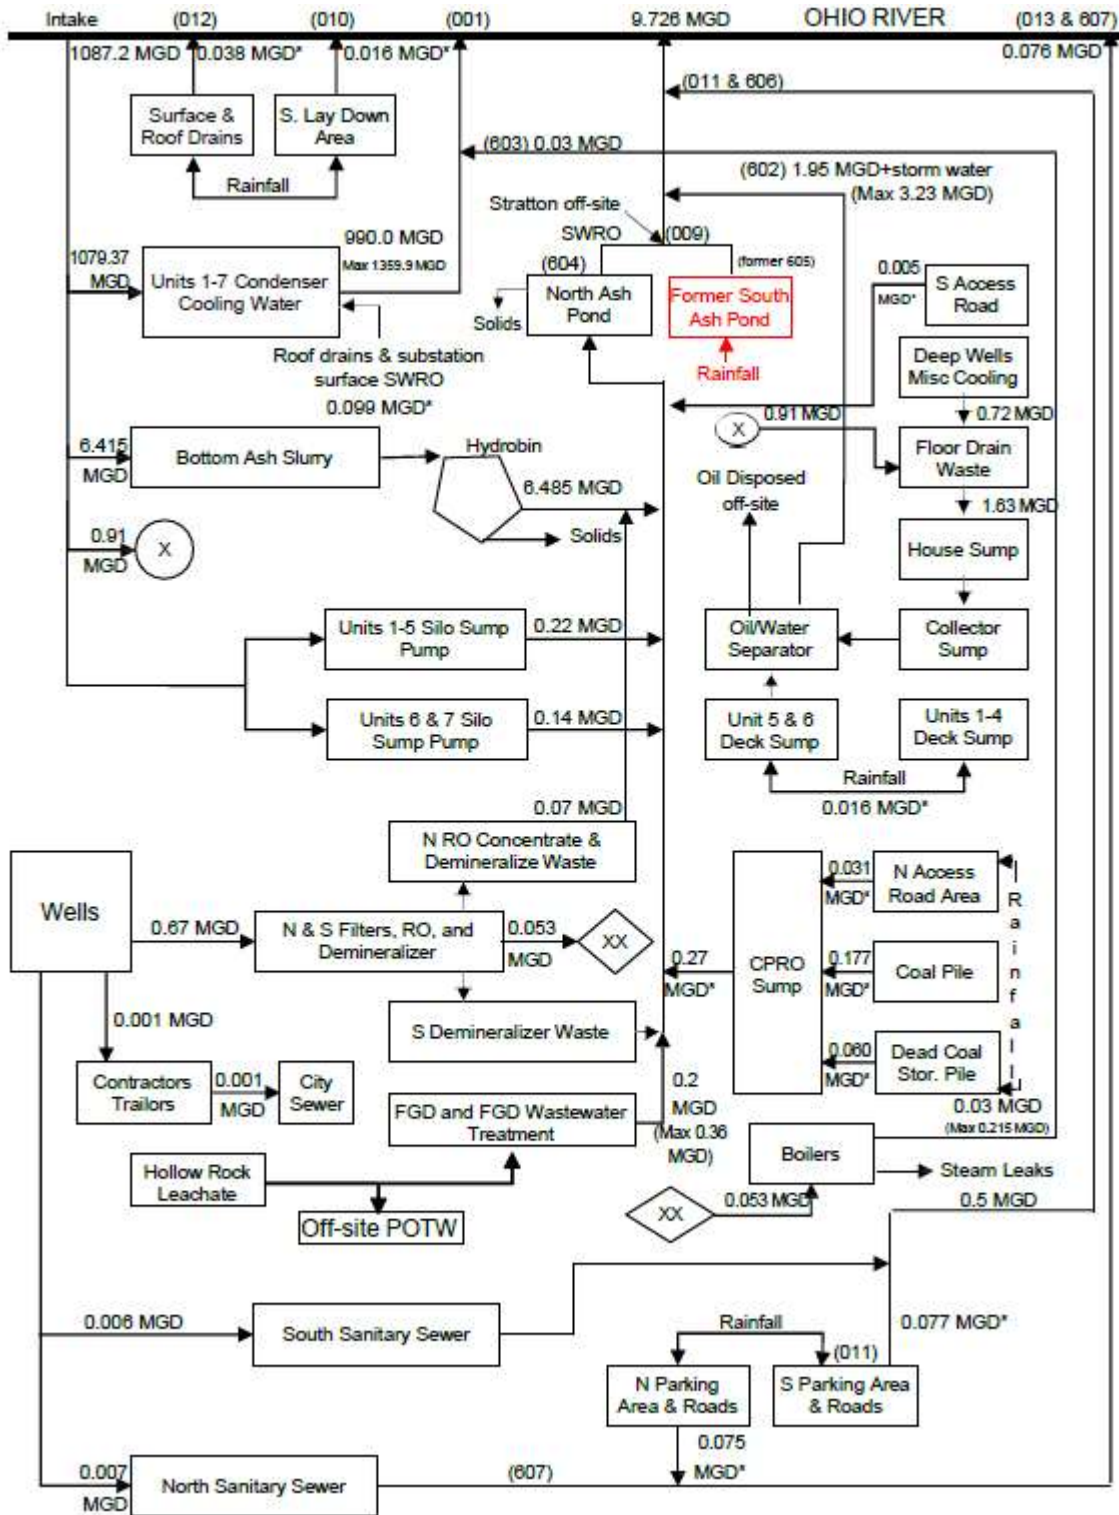 Intake (012) (010) (001) 9.726 MGD OHIO RIVER (013 & 607)
1087.2 MGD 0.038 MGD* 0.016 MGD* 0.076 MGD*
(011 & 606)
Surface &
Roof Drains
S. Lay Down
Area
Rainfall
(603) 0.03 MGD
(602) 1.95 MGD+storm water
(Max 3.23 MGD)
Stratton off-site
SWRO
(009)
(604)
(former 605)
1079.37
MGD
Units 1-7 Condenser
Cooling Water
990.0 MGD
Max 1359.9 MGD
Solids
North Ash
Pond
Former South
Ash Pond
Rainfall
0.005
MGD*
S Access
Road
Roof drains & substation
surface SWRO
0.099 MGD*
Deep Wells
Misc Cooling
0.72 MGD
X
0.91 MGD
Floor Drain
Waste
1.63 MGD
6.415
MGD
Bottom Ash Slurry
Hydrobin
6.485 MGD
Solids
Oil Disposed
off-site
House Sump
0.91
MGD
X
Units 1-5 Silo Sump
Pump
0.22 MGD
Oil/Water
Separator
Collector
Sump
Units 6 & 7 Silo
Sump Pump
0.14 MGD
Unit 5 & 6
Deck Sump
Units 1-4
Deck Sump
Rainfall
0.016 MGD*
0.07 MGD
N RO Concentrate &
Demineralize Waste
Wells
0.67 MGD
N & S Filters, RO, and
Demineralizer
0.053
MGD
XX
0.27
MGD*
CPRO
Sump
0.031
MGD*
N Access
Road Area
0.177
MGD*
Coal Pile
0.060
MGD*
Dead Coal
Stor. Pile
Rainfall
S Demineralizer Waste
0.001 MGD
Contractors
Trailors
0.001
MGD
City
Sewer
FGD and FGD Wastewater
Treatment
0.2
MGD
(Max 0.36
MGD)
0.03 MGD
(Max 0.215 MGD)
Boilers
Steam Leaks
Hollow Rock
Leachate
Off-site POTW
XX
0.053 MGD
0.5 MGD
0.006 MGD
South Sanitary Sewer
0.077 MGD*
Rainfall
(011)
N Parking
Area & Roads
S Parking Area
& Roads
0.075
MGD*
0.007
MGD
North Sanitary Sewer
(607)